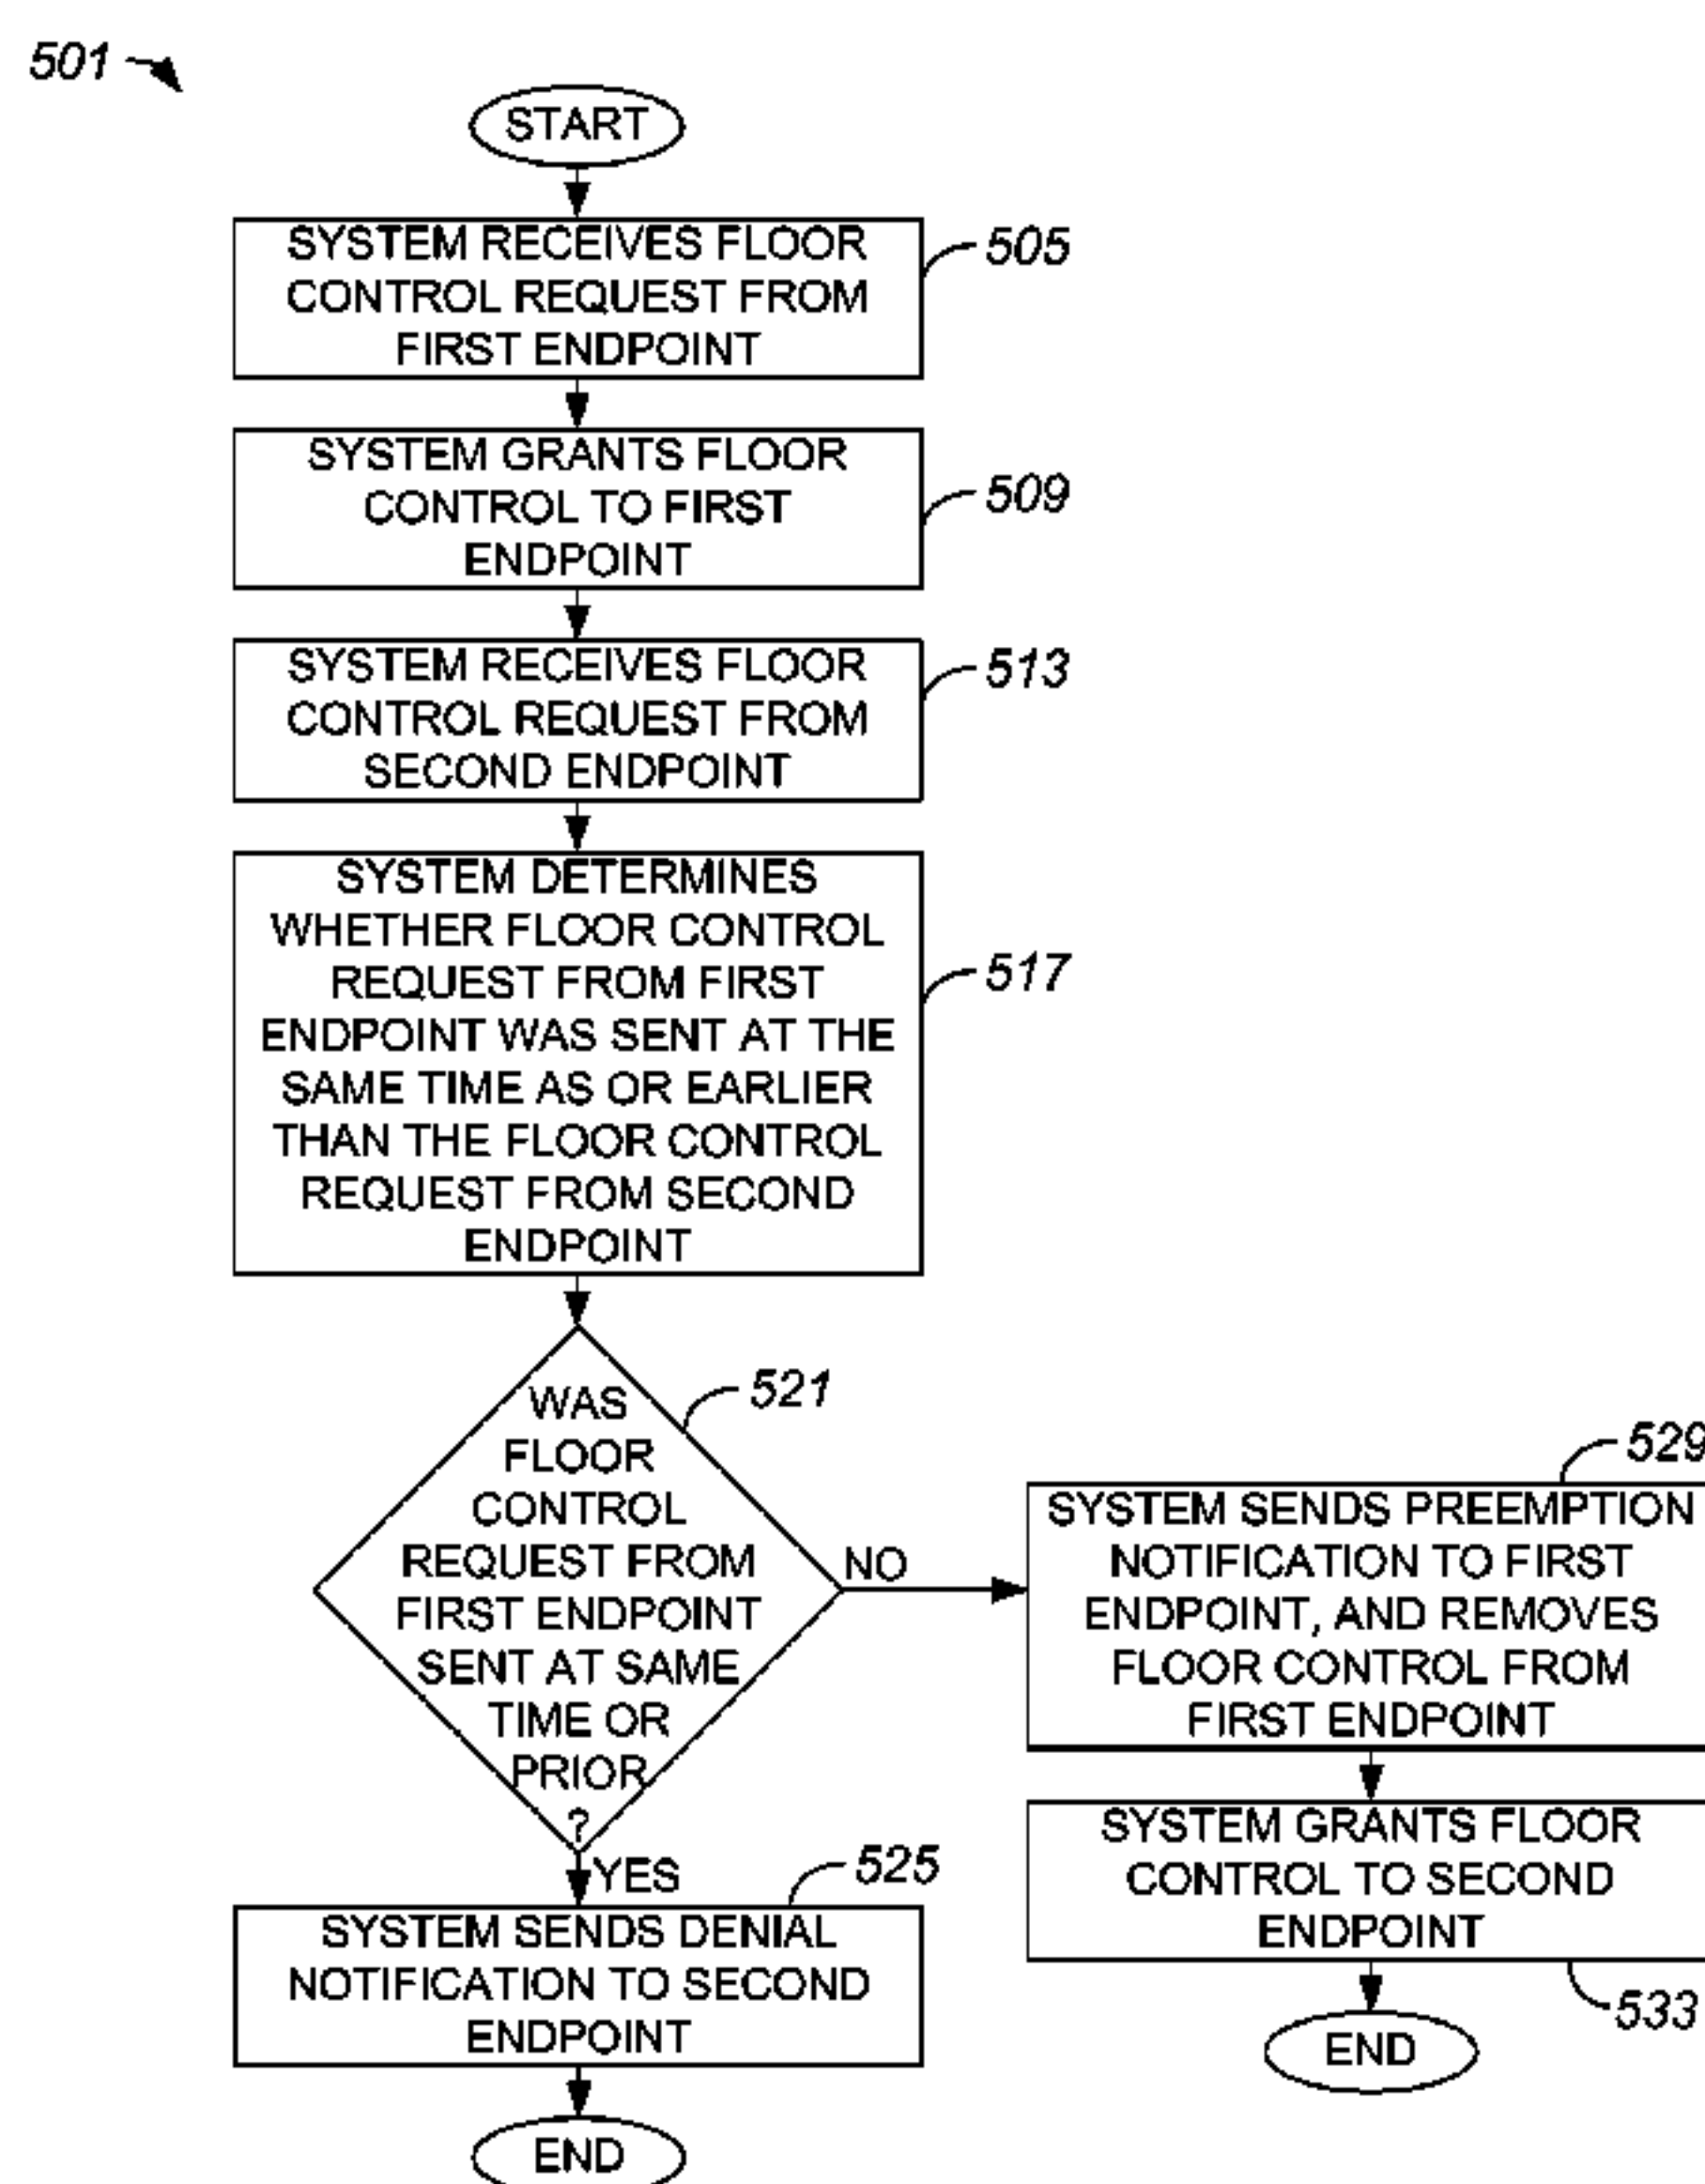 501
START
SYSTEM RECEIVES FLOOR
CONTROL REQUEST FROM
FIRST ENDPOINT
505
SYSTEM GRANTS FLOOR
CONTROL TO FIRST
ENDPOINT
509
SYSTEM RECEIVES FLOOR
CONTROL REQUEST FROM
SECOND ENDPOINT
513
SYSTEM DETERMINES
WHETHER FLOOR CONTROL
REQUEST FROM FIRST
ENDPOINT WAS SENT AT THE
SAME TIME AS OR EARLIER
THAN THE FLOOR CONTROL
REQUEST FROM SECOND
ENDPOINT
517
WAS
FLOOR
CONTROL
REQUEST FROM
FIRST ENDPOINT
SENT AT SAME
TIME OR
PRIOR
?
521
NO
529
SYSTEM SENDS PREEMPTION
NOTIFICATION TO FIRST
ENDPOINT, AND REMOVES
FLOOR CONTROL FROM
FIRST ENDPOINT
SYSTEM GRANTS FLOOR
CONTROL TO SECOND
ENDPOINT
533
END
YES
525
SYSTEM SENDS DENIAL
NOTIFICATION TO SECOND
ENDPOINT
END